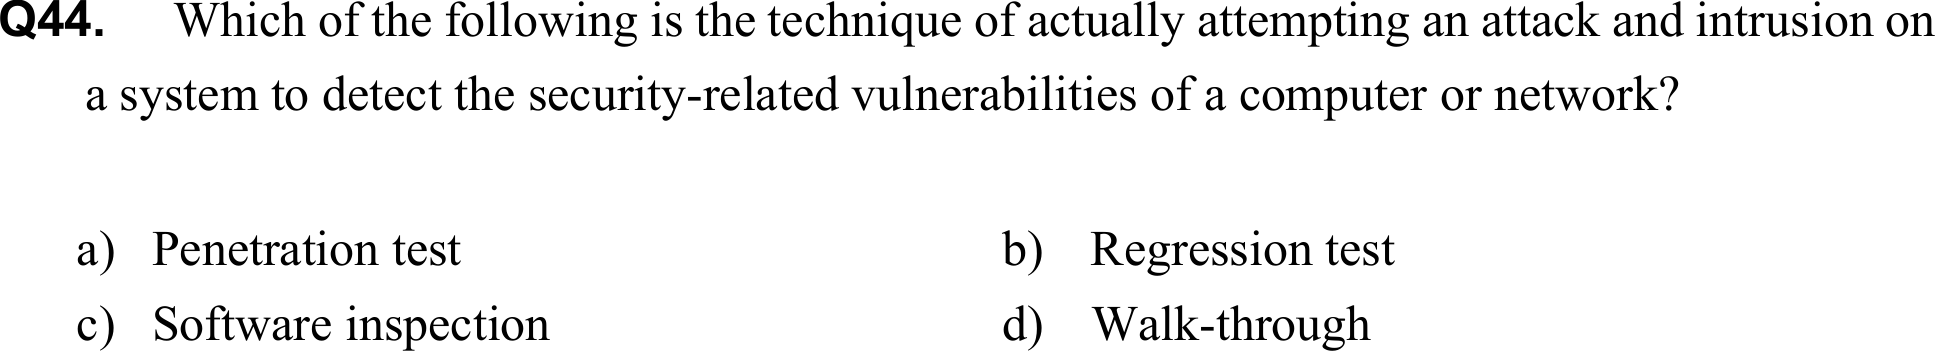 Q44. Which of the following is the technique of actually attempting an attack and intrusion on
a system to detect the security-related vulnerabilities of a computer or network?
a) Penetration test b) Regression test
c) Software inspection d) Walk-through